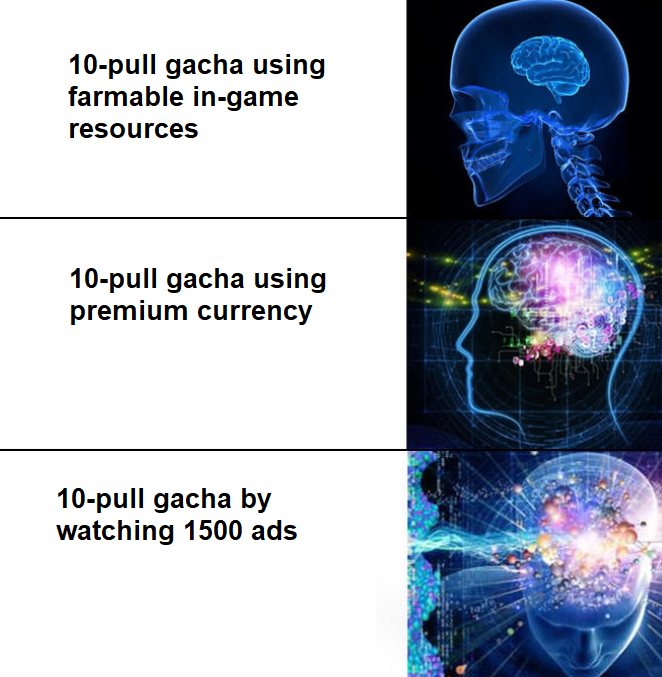 10-pull gacha using
farmable in-game
resources
10-pull gacha using
premium currency
10-pull gacha by
watching 1500 ads